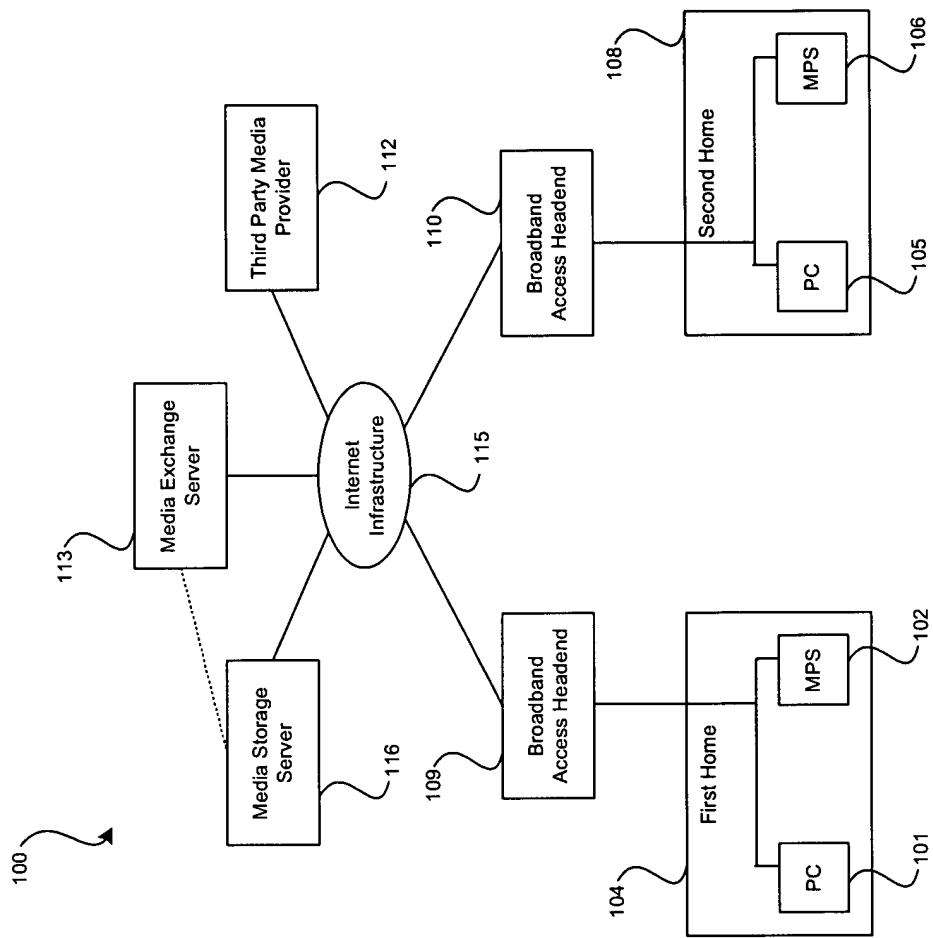 100
113
Media Exchange
Server
Media Storage
Server
116
Third Party Media
Provider
112
Internet
Infrastructure
115
109
Broadband
Access Headend
110
Broadband
Access Headend
104
First Home
PC
101
MPS
102
108
Second Home
PC
105
MPS
106